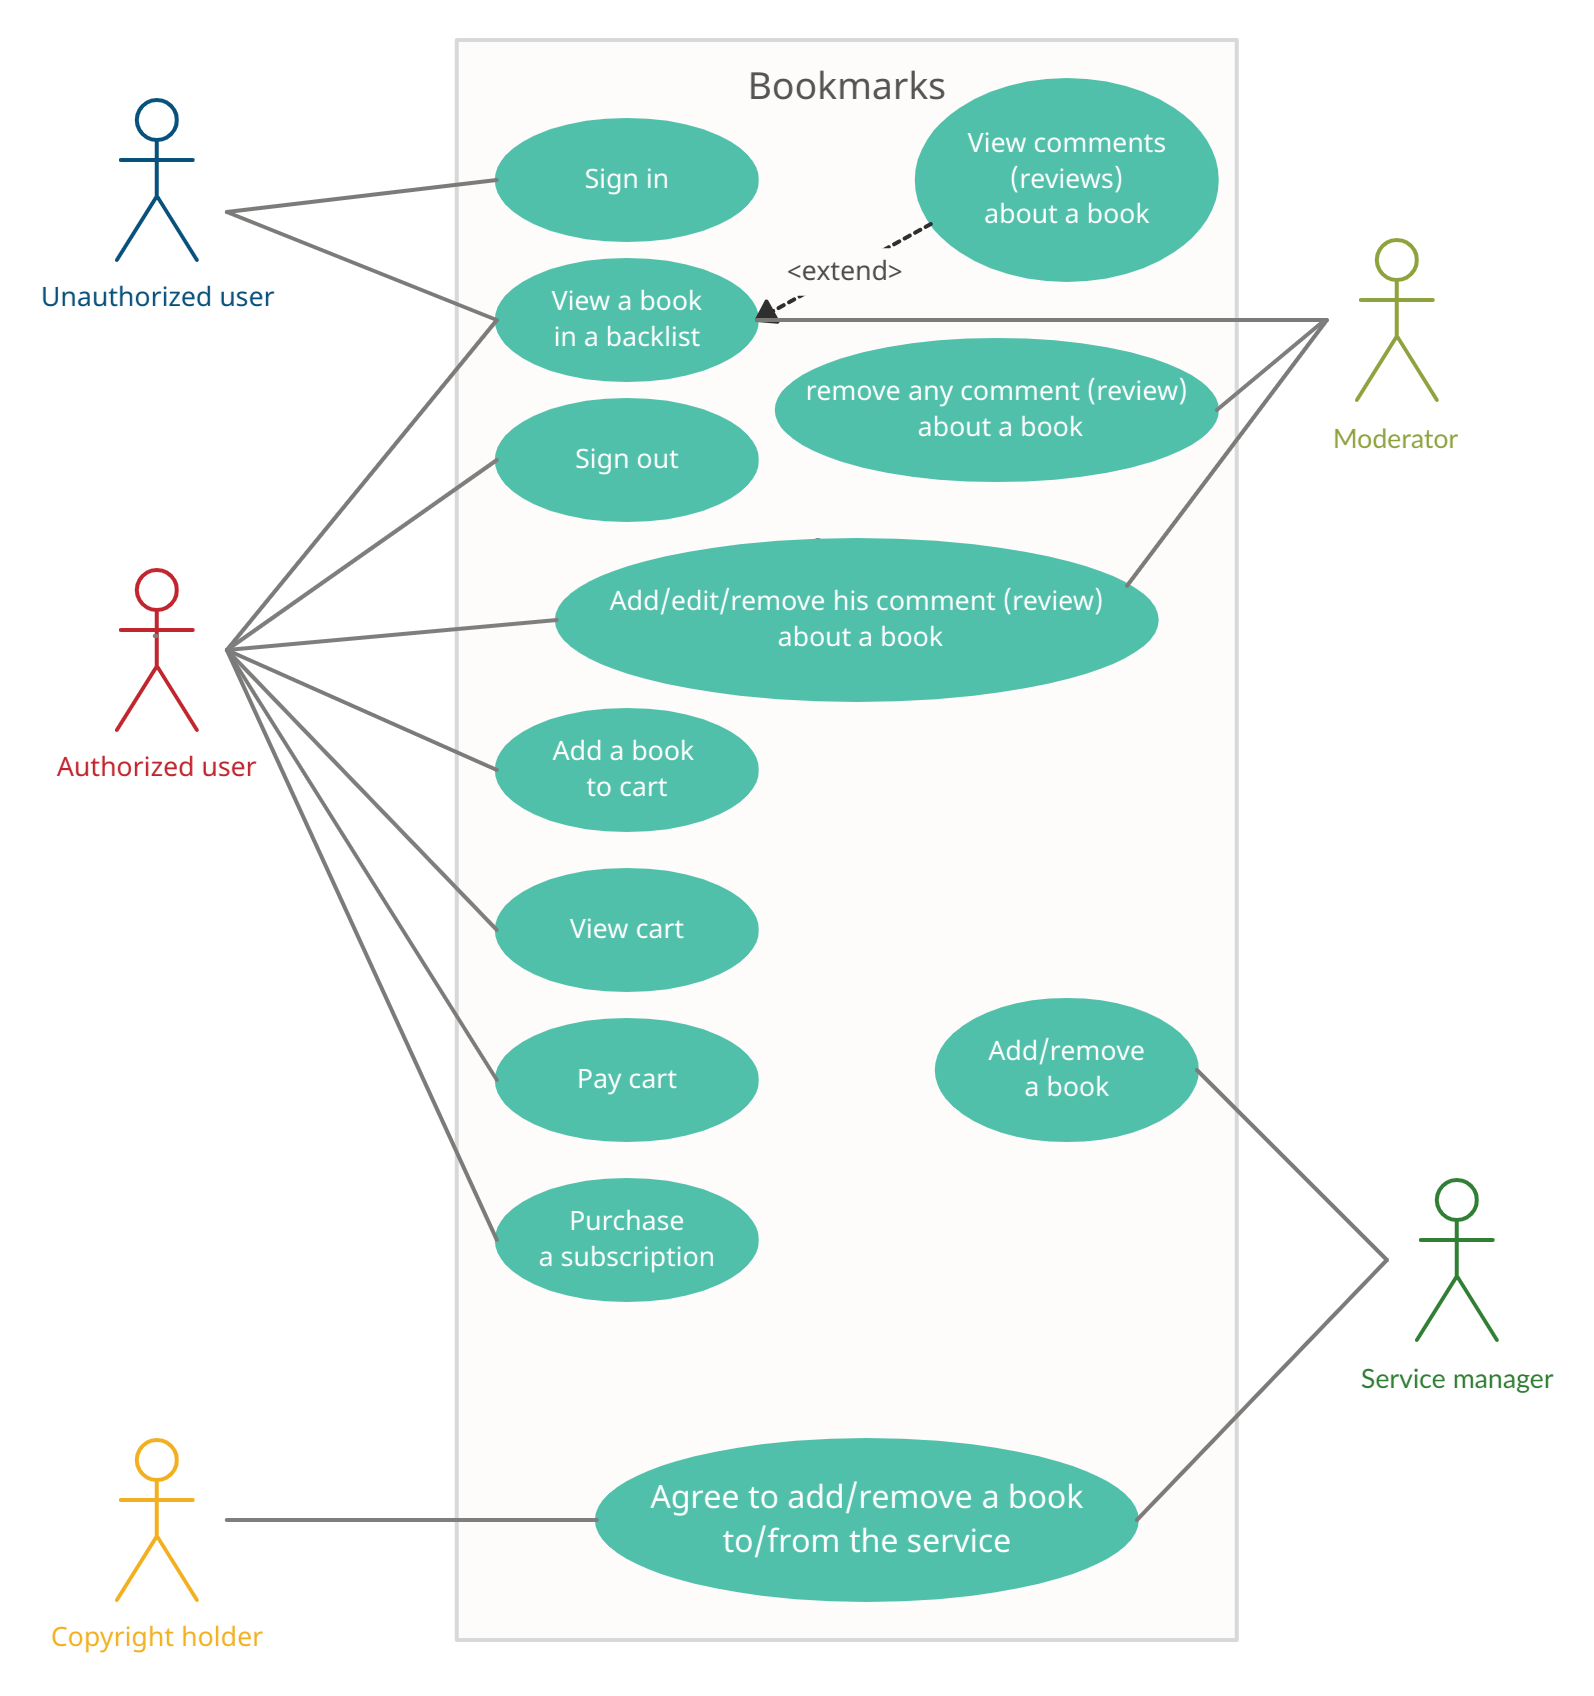 Bookmarks
Unauthorized user
Sign in
View comments
(reviews)
about a book
<extend>
View a book
in a backlist
remove any comment (review)
about a book
Moderator
Sign out
Add/edit/remove his comment (review)
about a book
Authorized user
Add a book
to cart
View cart
Pay cart
Add/remove
a book
Purchase
a subscription
Service manager
Agree to add/remove a book
to/from the service
Copyright holder